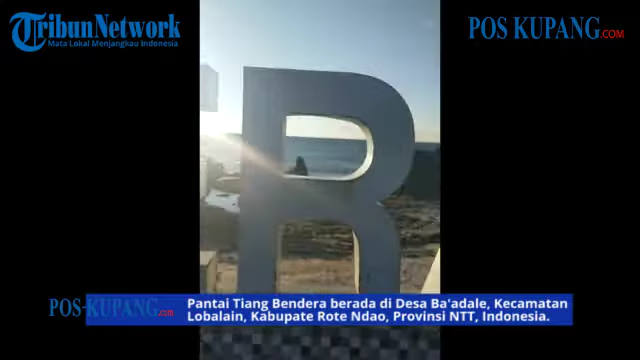 TribunNetwork
Mata Lokal Menjangkau Indonesia
POS KUPANG.COM
R
POS-KUPANG.com
Pantai Tiang Bendera berada di Desa Ba'adale, Kecamatan
Lobalain, Kabupate Rote Ndao, Provinsi NTT, Indonesia.